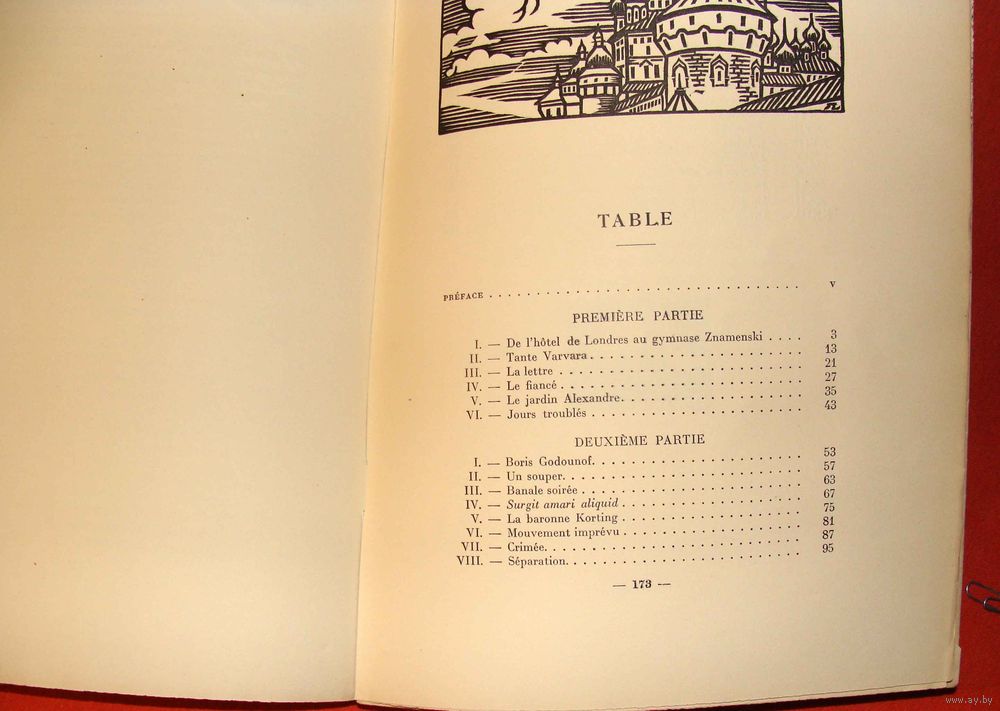 TABLE
PRÉFACE . . . . . . . . . . . . . . . . . . . . . . . . . . . . . . . . v
PREMIÈRE PARTIE
I. — De l'hôtel de Londres au gymnase Znamenski . . . . 3
II. — Tante Varvara . . . . . . . . . . . . . . . . . . . . 13
III. — La lettre . . . . . . . . . . . . . . . . . . . . . . . 21
IV. — Le fiancé . . . . . . . . . . . . . . . . . . . . . . . 27
V. — Le jardin Alexandre . . . . . . . . . . . . . . . . . 35
VI. — Jours troublés . . . . . . . . . . . . . . . . . . . . 43
DEUXIÈME PARTIE
I. — Boris Godounof . . . . . . . . . . . . . . . . . . . . 53
II. — Un souper . . . . . . . . . . . . . . . . . . . . . . . 57
III. — Banale soirée . . . . . . . . . . . . . . . . . . . . . 63
IV. — Surgit amari aliquid . . . . . . . . . . . . . . . . . 67
V. — La baronne Korting . . . . . . . . . . . . . . . . . 75
VI. — Mouvement imprévu . . . . . . . . . . . . . . . . . 81
VII. — Crimée . . . . . . . . . . . . . . . . . . . . . . . . 87
VIII. — Séparation . . . . . . . . . . . . . . . . . . . . . . 95
— 173 —
www.ay.by